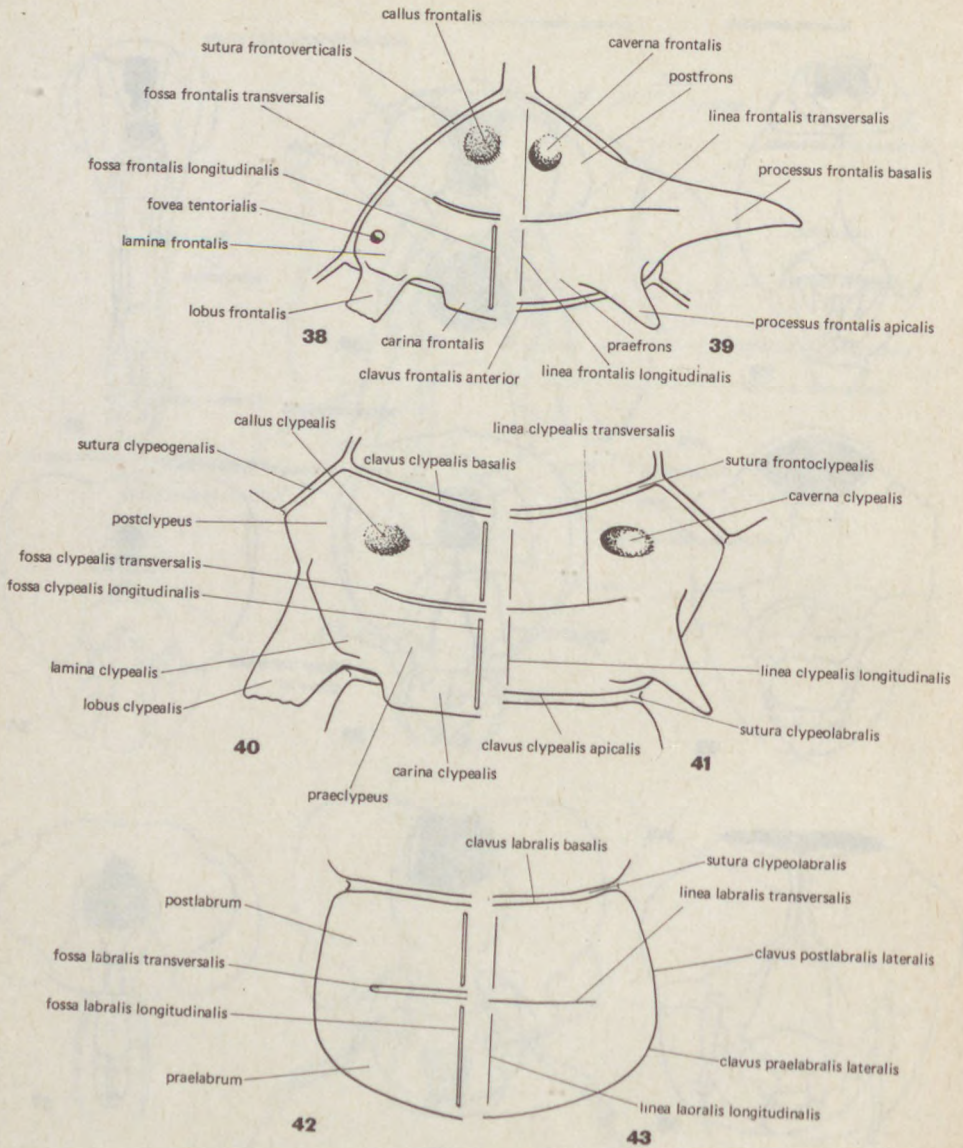 callus frontalis
sutura frontoverticalis
caverna frontalis
postfrons
fossa frontalis transversalis
linea frontalis transversalis
fossa frontalis longitudinalis
processus frontalis basalis
fovea tentorialis
lamina frontalis
lobus frontalis
38
carina frontalis
clavus frontalis anterior
praefrons
39
processus frontalis apicalis
linea frontalis longitudinalis
callus clypealis
linea clypealis transversalis
sutura clypeogenalis
clavus clypealis basalis
sutura frontoclypealis
caverna clypealis
postclypeus
fossa clypealis transversalis
fossa clypealis longitudinalis
lamina clypealis
linea clypealis longitudinalis
lobus clypealis
sutura clypeolabralis
40
clavus clypealis apicalis
41
carina clypealis
praeclypeus
clavus labralis basalis
sutura clypeolabralis
linea labralis transversalis
postlabrum
clavus postlabralis lateralis
fossa labralis transversalis
fossa labralis longitudinalis
clavus praelabralis lateralis
praelabrum
linea laoralis longitudinalis
42
43